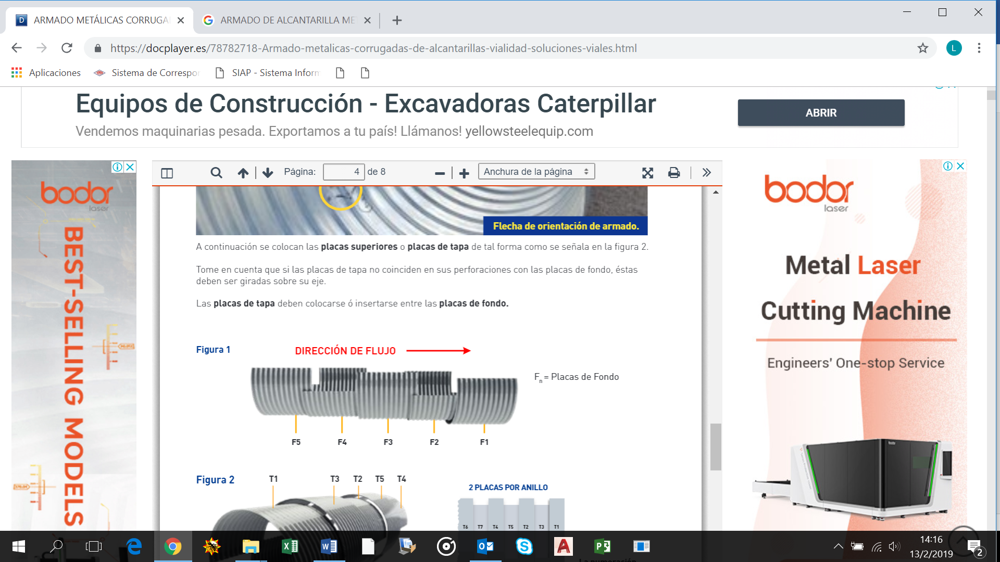 ARMADO METÁLICAS CORRUGA
ARMADO DE ALCANTARILLA ME
https://docplayer.es/78782718-Armado-metalicas-corrugadas-de-alcantarillas-vialidad-soluciones-viales.html
L
Aplicaciones
Sistema de Correspor
SIAP - Sistema Inform
Equipos de Construcción - Excavadoras Caterpillar
Vendemos maquinarias pesada. Exportamos a tu país! Llámanos! yellowsteelequip.com
ABRIR
bodor
laser
BEST-SELLING MODELS
Página:
4
de 8
Anchura de la página
Flecha de orientación de armado.
A continuación se colocan las placas superiores o placas de tapa de tal forma como se señala en la figura 2.
Tome en cuenta que si las placas de tapa no coinciden en sus perforaciones con las placas de fondo, éstas
deben ser giradas sobre su eje.
Las placas de tapa deben colocarse ó insertarse entre las placas de fondo.
Figura 1
DIRECCIÓN DE FLUJO
Fn = Placas de Fondo
F5 F4 F3 F2 F1
Figura 2
T1 T3 T2 T5 T4
2 PLACAS POR ANILLO
T6 T7 T4 T5 T2 T3 T1
bodor
laser
Metal Laser
Cutting Machine
Engineers' One-stop Service
bodor
14:16
13/2/2019
2